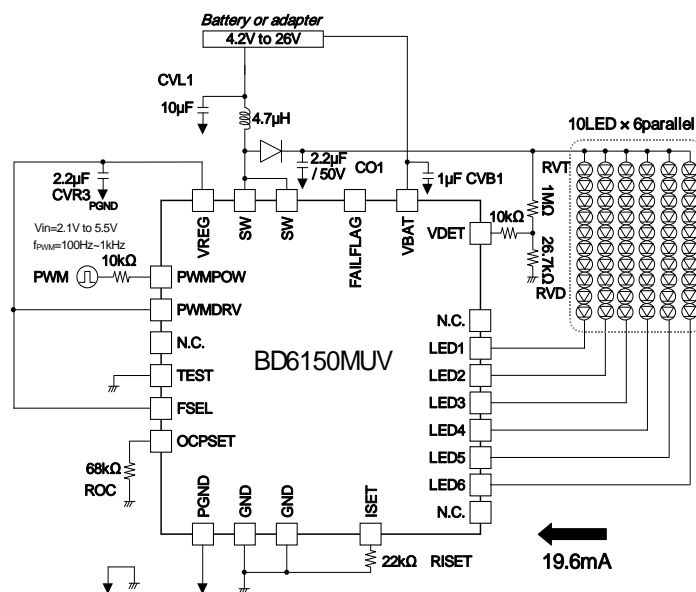 Battery or adapter
4.2V to 26V
CVL1
10µF
4.7µH
10LED × 6parallel
2.2µF
/ 50V
CO1
1µF CVB1
RVT
1MΩ
2.2µF
CVR3
PGND
10kΩ
26.7kΩ
RVD
Vin=2.1V to 5.5V
fPWM=100Hz~1kHz
PWM
10kΩ
VREG
SW
SW
FAILFLAG
VBAT
VDET
PWMPOW
PWMDRV
N.C.
TEST
FSEL
OCPSET
BD6150MUV
N.C.
LED1
LED2
LED3
LED4
LED5
LED6
N.C.
68kΩ
ROC
PGND
GND
GND
ISET
22kΩ RISET
19.6mA